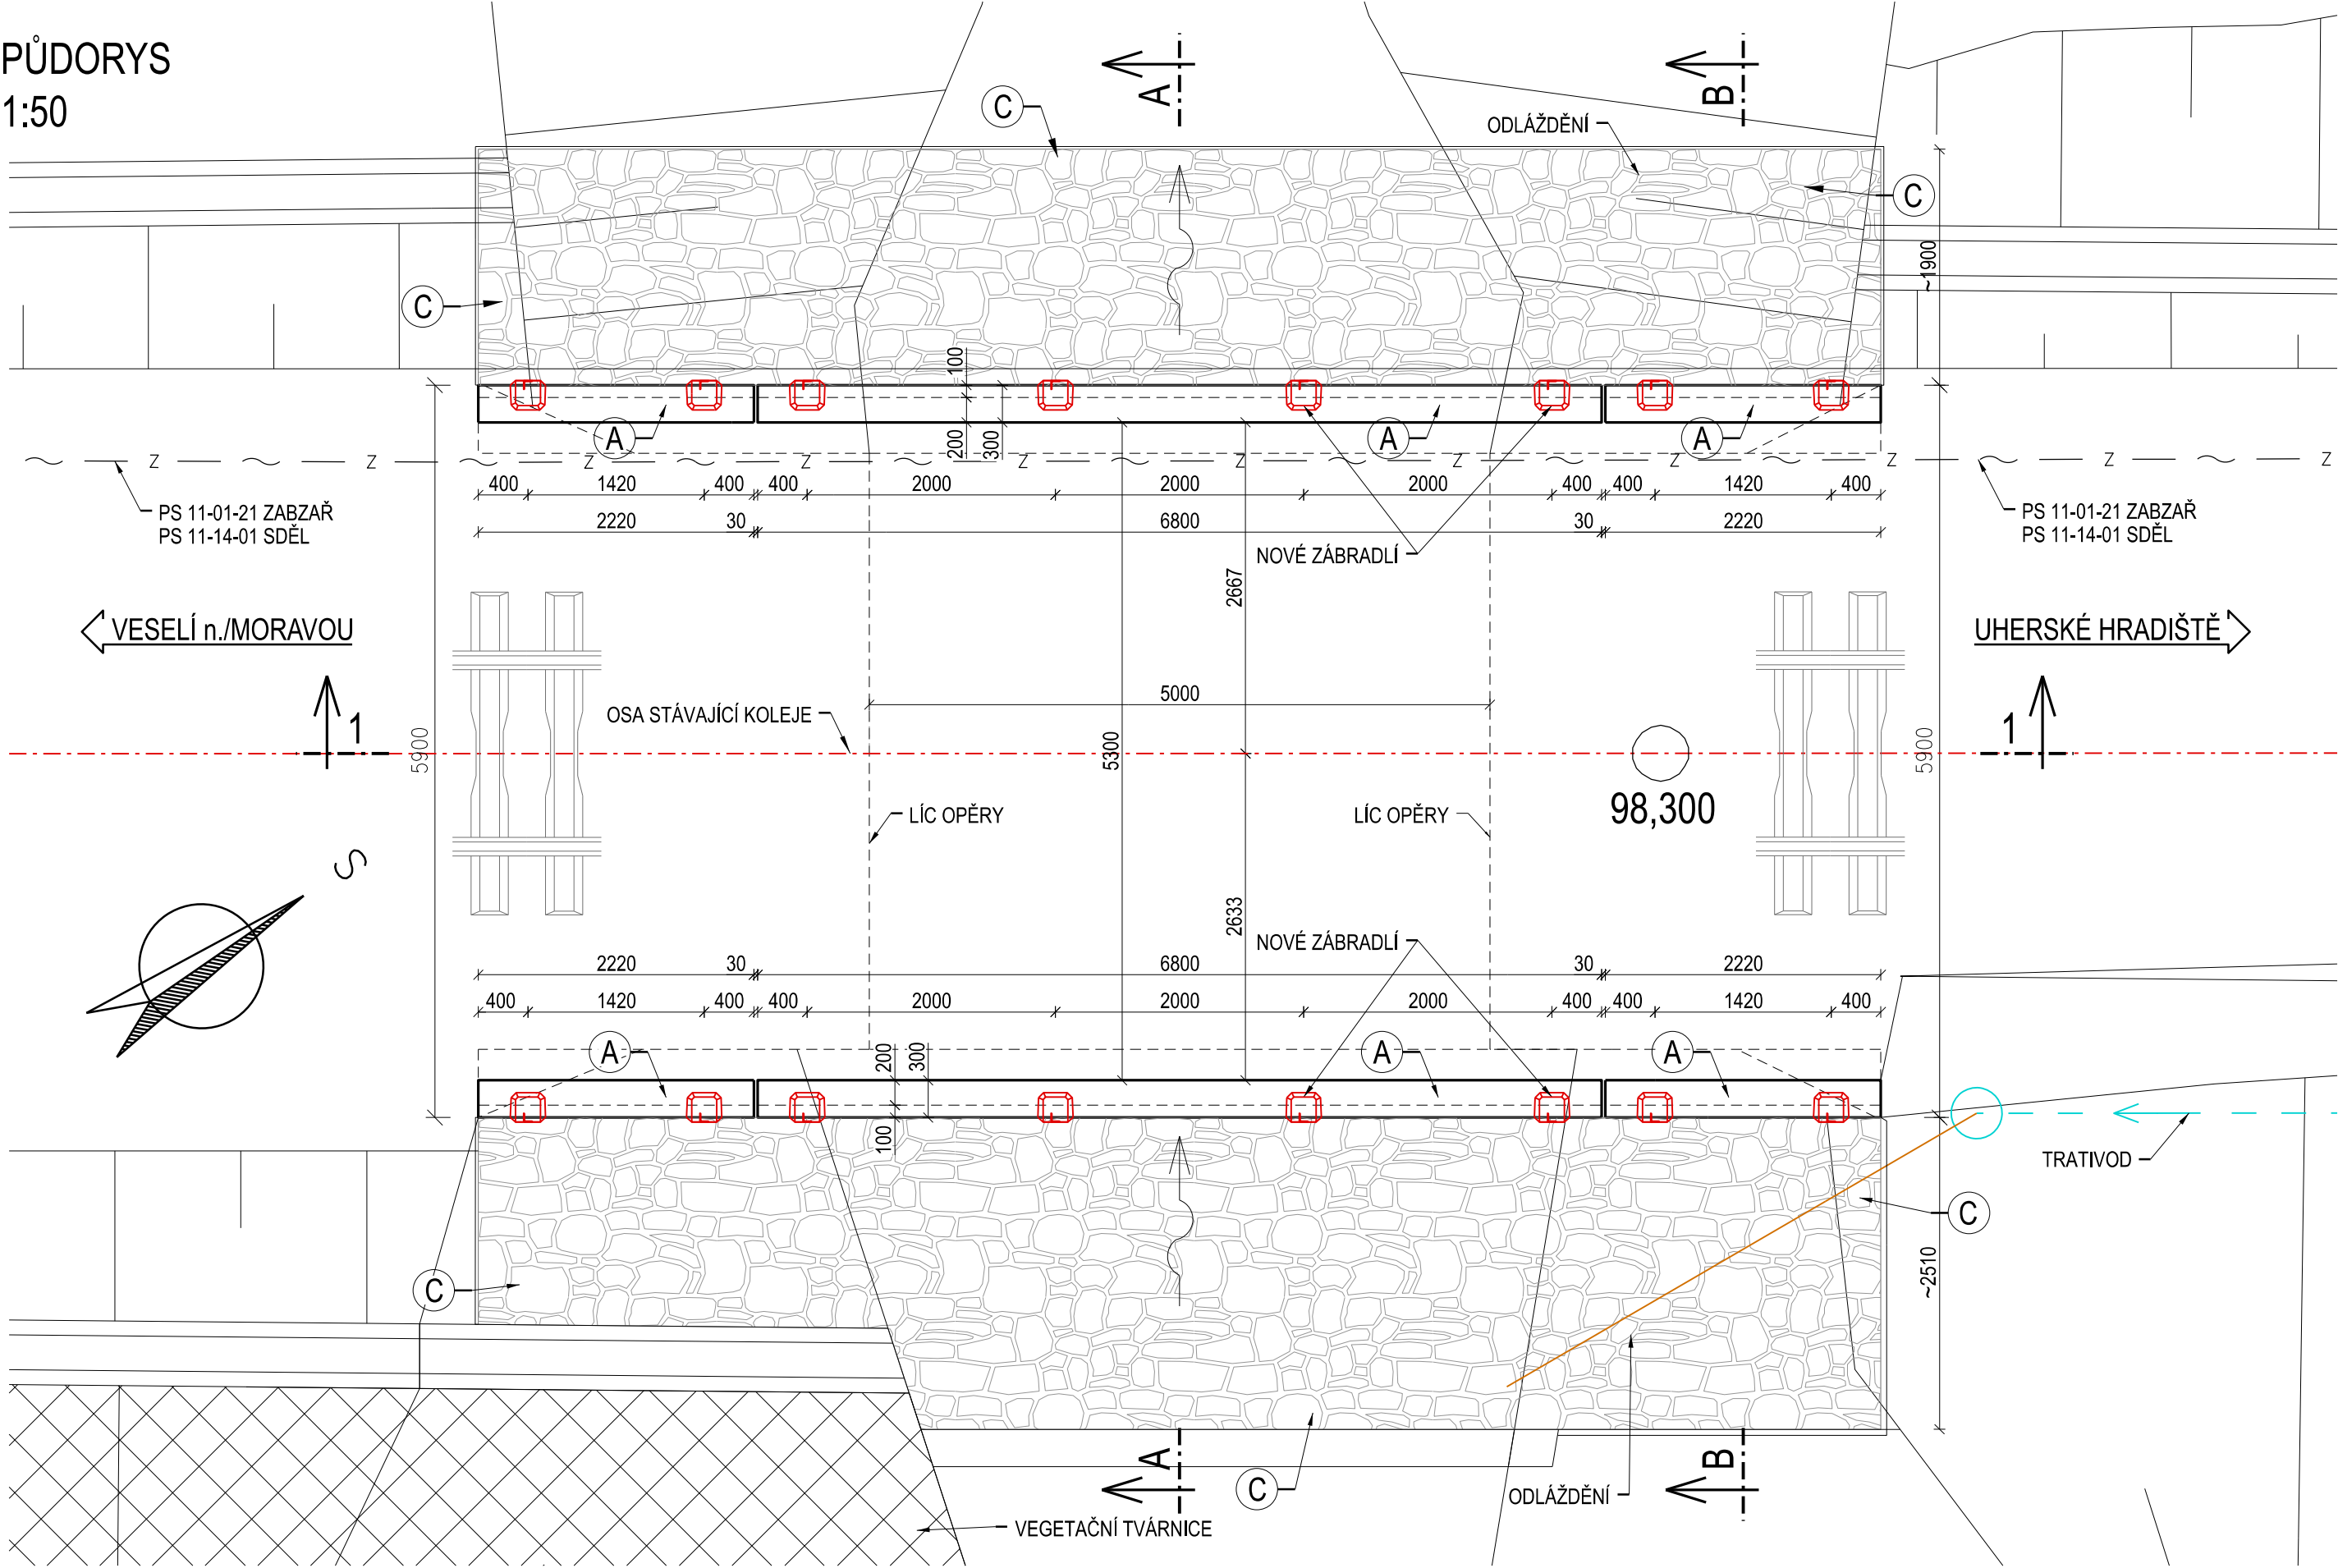 PŮDORYS
1:50
A
B
C
ODLÁŽDĚNÍ
C
C
~1900
100
A
A
A
200
300
Z Z Z Z Z Z Z Z Z Z Z
400 1420 400 400 2000 2000 2000 400 400 1420 400
PS 11-01-21 ZABZAŘ
PS 11-14-01 SDĚL
PS 11-01-21 ZABZAŘ
PS 11-14-01 SDĚL
2220 30 6800 30 2220
NOVÉ ZÁBRADLÍ
2667
VESELÍ n./MORAVOU
UHERSKÉ HRADIŠTĚ
5000
OSA STÁVAJÍCÍ KOLEJE
1
1
5900
5300
5900
LÍC OPĚRY
LÍC OPĚRY
98,300
S
2633
NOVÉ ZÁBRADLÍ
2220 30 6800 30 2220
400 1420 400 400 2000 2000 2000 400 400 1420 400
A
A
A
200
300
100
TRATIVOD
C
C
~2510
A
B
C
ODLÁŽDĚNÍ
VEGETAČNÍ TVÁRNICE